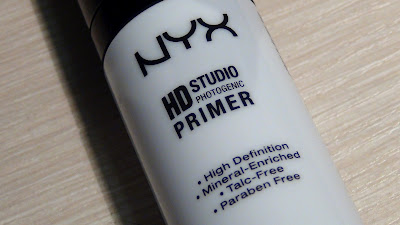 NYX
HD STUDIO
PHOTOGENIC
PRIMER
• High Definition
• Mineral-Enriched
• Talc-Free
• Paraben Free